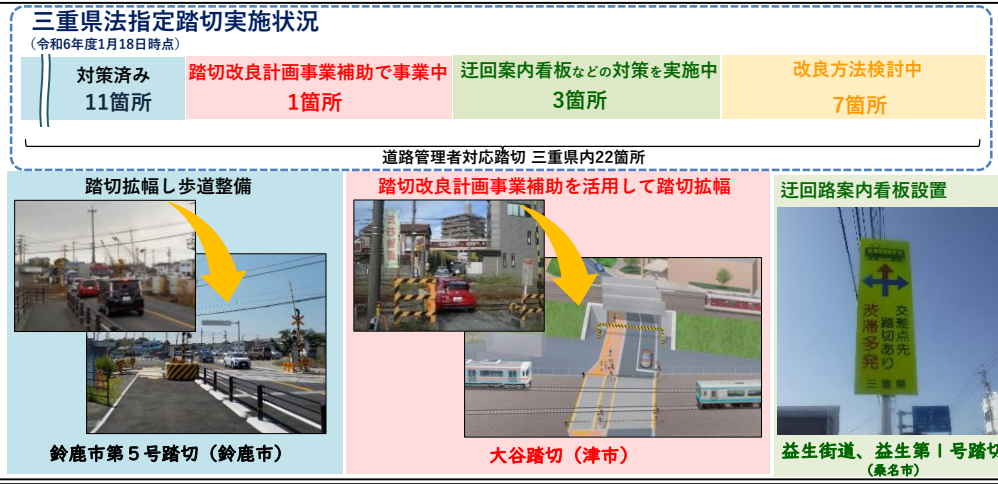 三重県法指定踏切実施状況
（令和6年度1月18日時点）
対策済み
11箇所
踏切改良計画事業補助で事業中
1箇所
迂回案内看板などの対策を実施中
3箇所
改良方法検討中
7箇所
道路管理者対応踏切 三重県内22箇所
踏切拡幅し歩道整備
鈴鹿市第５号踏切（鈴鹿市）
踏切改良計画事業補助を活用して踏切拡幅
大谷踏切（津市）
迂回路案内看板設置
交差点先
踏切あり
渋滞多発
三重県
益生街道、益生第１号踏切
（桑名市）